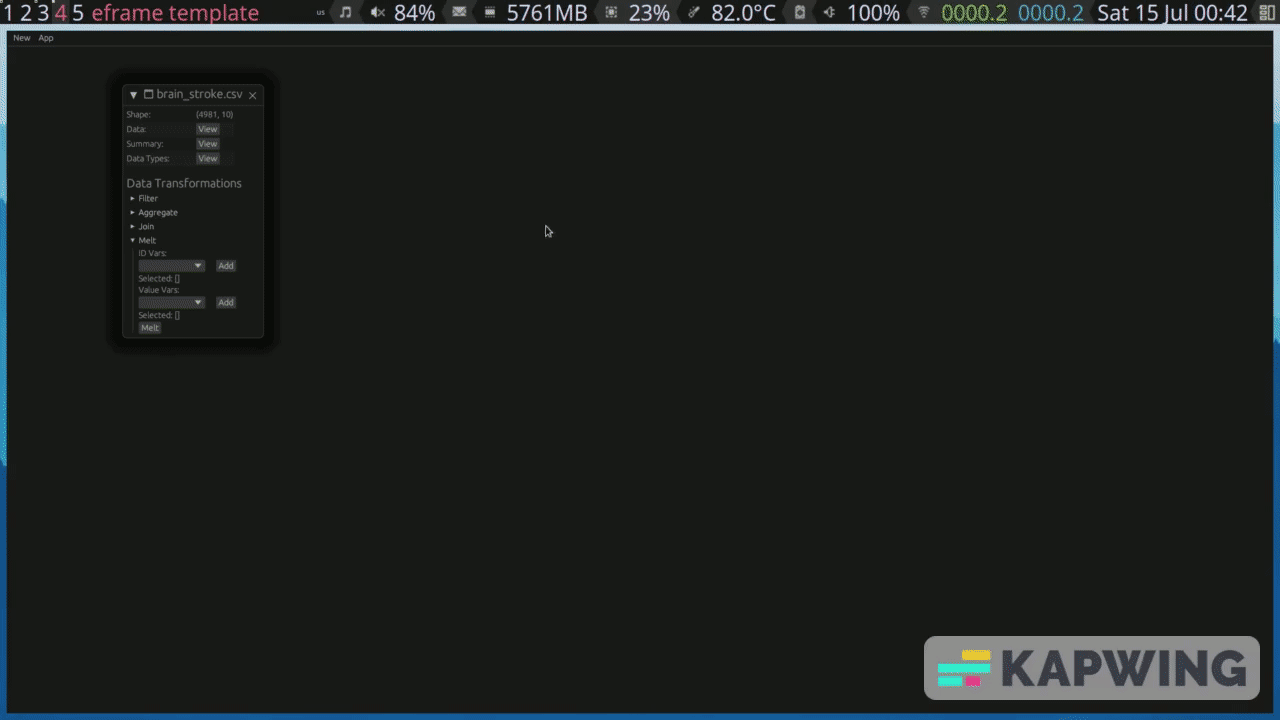 1 2 3 4 5 eframe template us 84% 5761MB 23% 82.0°C 100% 0000.2 0000.2 Sat 15 Jul 00:42
New App
brain_stroke.csv
Shape: (4981, 10)
Data: View
Summary: View
Data Types: View
Data Transformations
Filter
Aggregate
Join
Melt
ID Vars:
Add
Selected: []
Value Vars:
Add
Selected: []
Melt
KAPWING